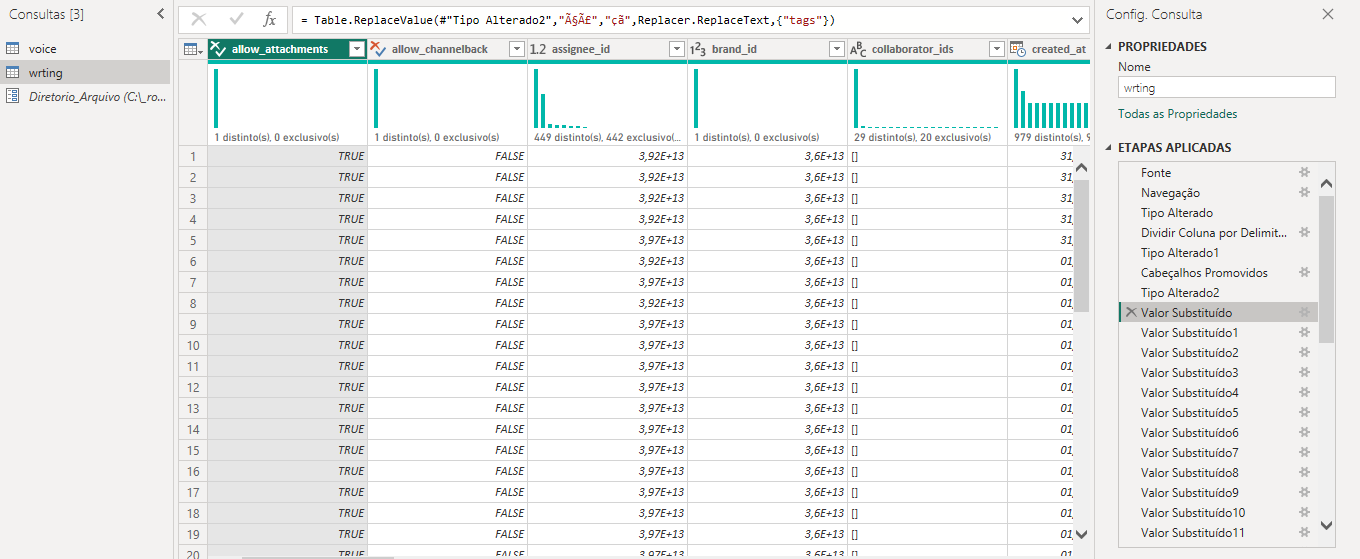 Consultas [3]
voice
wrting
Diretorio_Arquivo (C:\_ro...
= Table.ReplaceValue(#"Tipo Alterado2","Ã§Ã£","çã",Replacer.ReplaceText,{"tags"})
allow_attachments allow_channelback 1.2 assignee_id 123 brand_id ABC collaborator_ids created_at
1 distinto(s), 0 exclusivo(s) 1 distinto(s), 0 exclusivo(s) 449 distinto(s), 442 exclusivo(... 1 distinto(s), 0 exclusivo(s) 29 distinto(s), 20 exclusivo(s) 979 distinto(s), 9
1 TRUE FALSE 3,92E+13 3,6E+13 [] 31,
2 TRUE FALSE 3,92E+13 3,6E+13 [] 31,
3 TRUE FALSE 3,92E+13 3,6E+13 [] 31,
4 TRUE FALSE 3,92E+13 3,6E+13 [] 31,
5 TRUE FALSE 3,97E+13 3,6E+13 [] 31,
6 TRUE FALSE 3,92E+13 3,6E+13 [] 01,
7 TRUE FALSE 3,97E+13 3,6E+13 [] 01,
8 TRUE FALSE 3,92E+13 3,6E+13 [] 01,
9 TRUE FALSE 3,97E+13 3,6E+13 [] 01,
10 TRUE FALSE 3,97E+13 3,6E+13 [] 01,
11 TRUE FALSE 3,97E+13 3,6E+13 [] 01,
12 TRUE FALSE 3,97E+13 3,6E+13 [] 01,
13 TRUE FALSE 3,97E+13 3,6E+13 [] 01,
14 TRUE FALSE 3,97E+13 3,6E+13 [] 01,
15 TRUE FALSE 3,97E+13 3,6E+13 [] 01,
16 TRUE FALSE 3,97E+13 3,6E+13 [] 01,
17 TRUE FALSE 3,97E+13 3,6E+13 [] 01,
18 TRUE FALSE 3,97E+13 3,6E+13 [] 01,
19 TRUE FALSE 3,97E+13 3,6E+13 [] 01,
20 TRUE FALSE 3,97E+13 3,6E+13 [] 01,
Config. Consulta
PROPRIEDADES
Nome
wrting
Todas as Propriedades
ETAPAS APLICADAS
Fonte
Navegação
Tipo Alterado
Dividir Coluna por Delimit...
Tipo Alterado1
Cabeçalhos Promovidos
Tipo Alterado2
Valor Substituído
Valor Substituído1
Valor Substituído2
Valor Substituído3
Valor Substituído4
Valor Substituído5
Valor Substituído6
Valor Substituído7
Valor Substituído8
Valor Substituído9
Valor Substituído10
Valor Substituído11